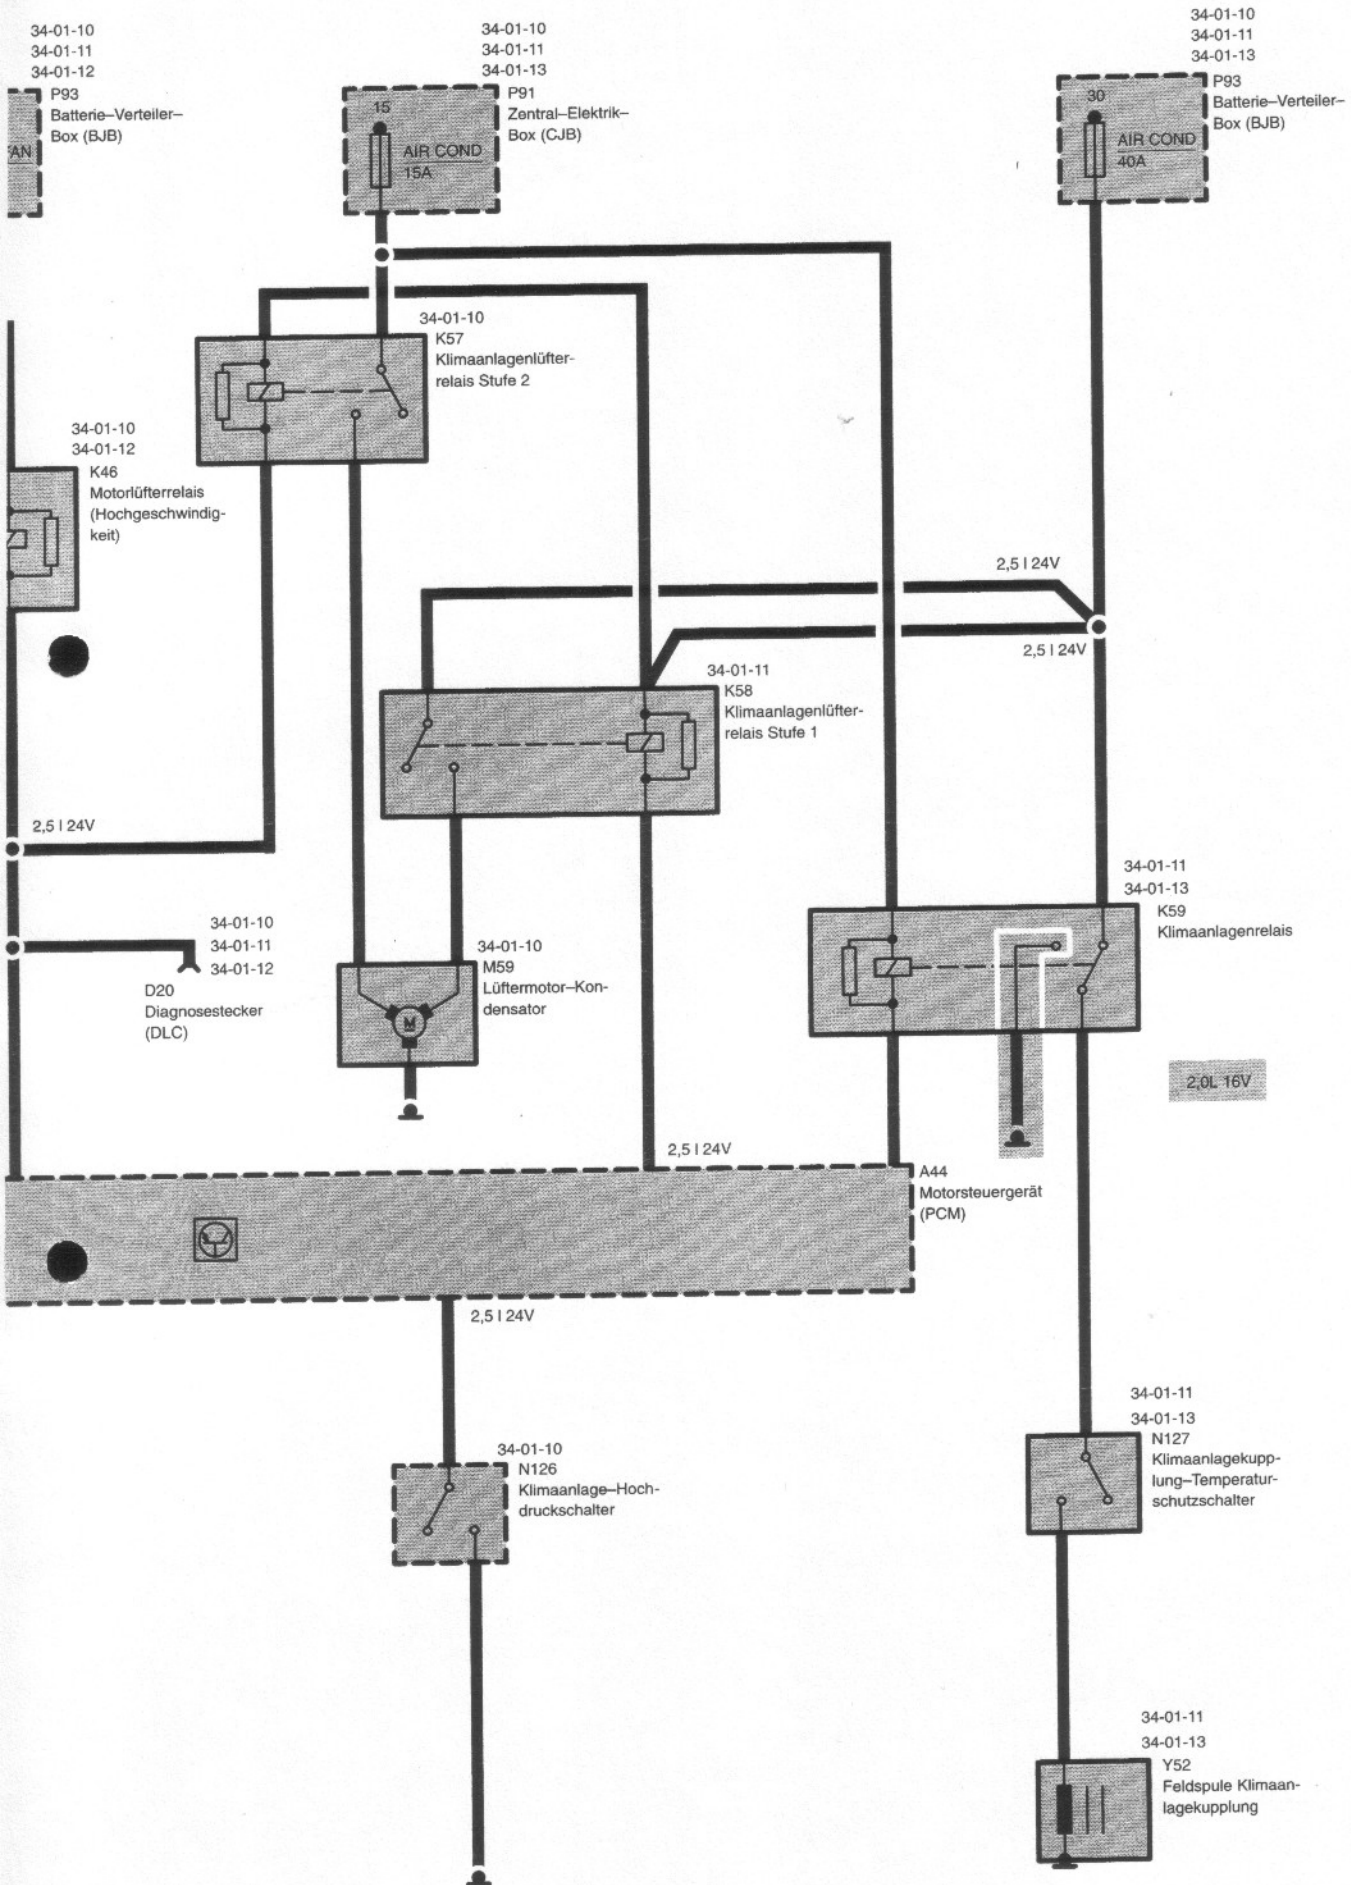 34-01-10
34-01-11
34-01-12
P93
Batterie–Verteiler–
Box (BJB)
AN
34-01-10
34-01-11
34-01-13
P91
Zentral–Elektrik–
Box (CJB)
15
AIR COND
15A
34-01-10
34-01-11
34-01-13
P93
Batterie–Verteiler–
Box (BJB)
30
AIR COND
40A
34-01-10
K57
Klimaanlagenlüfter-
relais Stufe 2
34-01-10
34-01-12
K46
Motorlüfterrelais
(Hochgeschwindig-
keit)
2,5 l 24V
2,5 l 24V
34-01-11
K58
Klimaanlagenlüfter-
relais Stufe 1
2,5 l 24V
34-01-11
34-01-13
K59
Klimaanlagenrelais
34-01-10
34-01-11
34-01-12
D20
Diagnosestecker
(DLC)
34-01-10
M59
Lüftermotor–Kon-
densator
M
2,0L 16V
2,5 l 24V
A44
Motorsteuergerät
(PCM)
2,5 l 24V
34-01-11
34-01-13
N127
Klimaanlagekupp-
lung–Temperatur-
schutzschalter
34-01-10
N126
Klimaanlage–Hoch-
druckschalter
34-01-11
34-01-13
Y52
Feldspule Klimaan-
lagekupplung